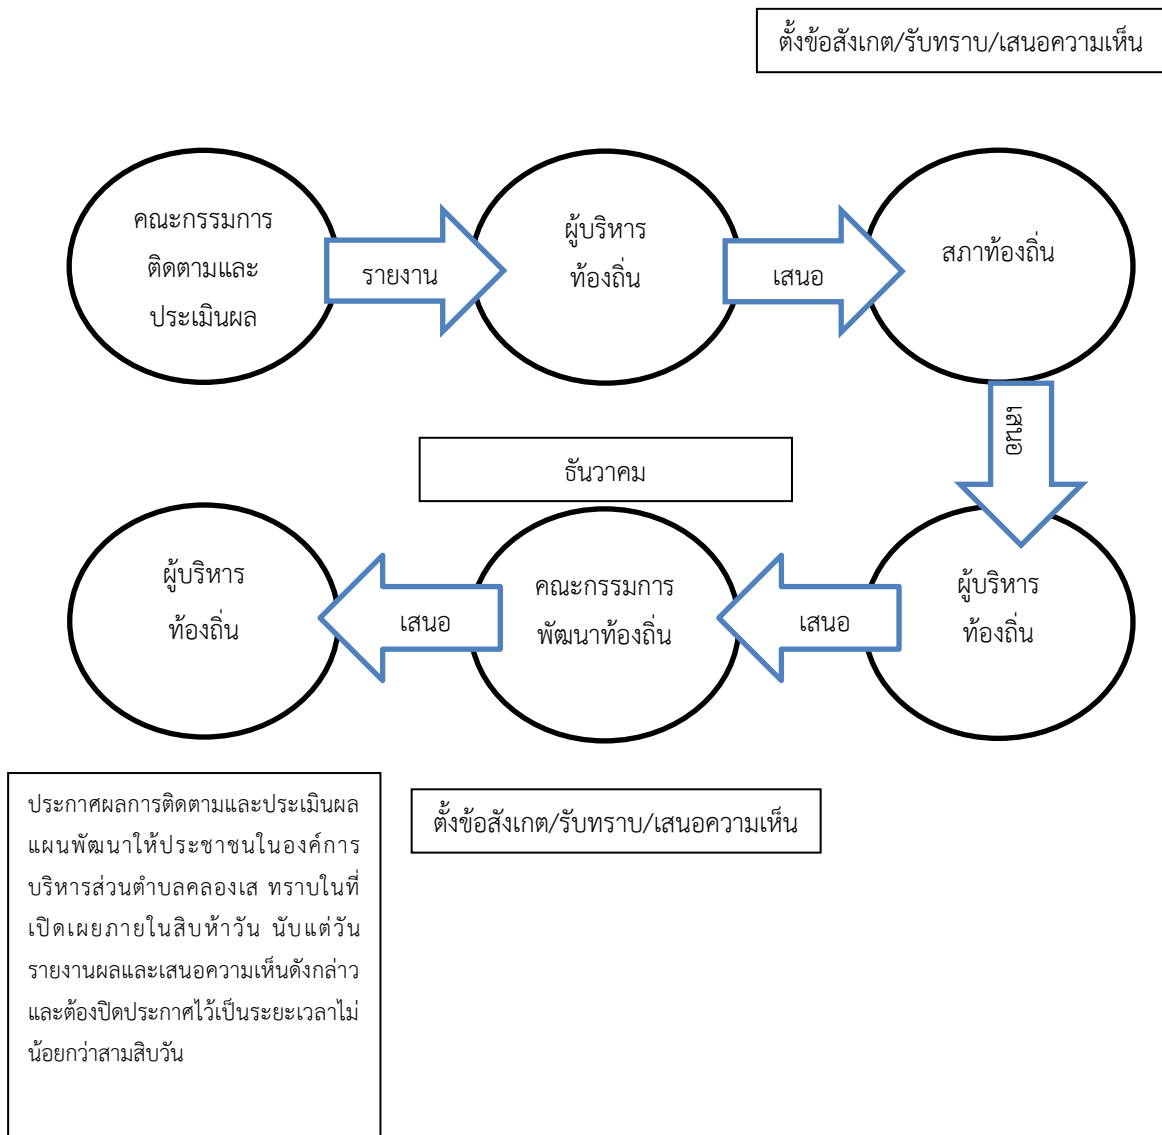 ตั้งข้อสังเกต/รับทราบ/เสนอความเห็น
คณะกรรมการ
ติดตามและ
ประเมินผล
รายงาน
ผู้บริหาร
ท้องถิ่น
เสนอ
สภาท้องถิ่น
เสนอ
ธันวาคม
ผู้บริหาร
ท้องถิ่น
เสนอ
คณะกรรมการ
พัฒนาท้องถิ่น
เสนอ
ผู้บริหาร
ท้องถิ่น
ประกาศผลการติดตามและประเมินผล
แผนพัฒนาให้ประชาชนในองค์การ
บริหารส่วนตำบลคลองเส ทราบในที่
เปิดเผยภายในสิบห้าวัน นับแต่วัน
รายงานผลและเสนอความเห็นดังกล่าว
และต้องปิดประกาศไว้เป็นระยะเวลาไม่
น้อยกว่าสามสิบวัน
ตั้งข้อสังเกต/รับทราบ/เสนอความเห็น